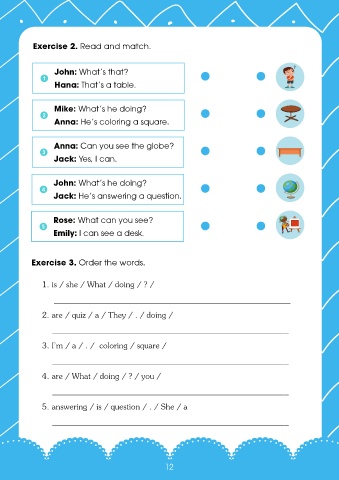 Exercise 2. Read and match.
1 John: What's that?
Hana: That's a table.
2 Mike: What's he doing?
Anna: He's coloring a square.
3 Anna: Can you see the globe?
Jack: Yes, I can.
4 John: What's he doing?
Jack: He's answering a question.
5 Rose: What can you see?
Emily: I can see a desk.
Exercise 3. Order the words.
1. Is / she / What / doing / ? /
2. are / quiz / a / They / . / doing /
3. I'm / a / . / coloring / square /
4. are / What / doing / ? / you /
5. answering / is / question / . / She / a
12